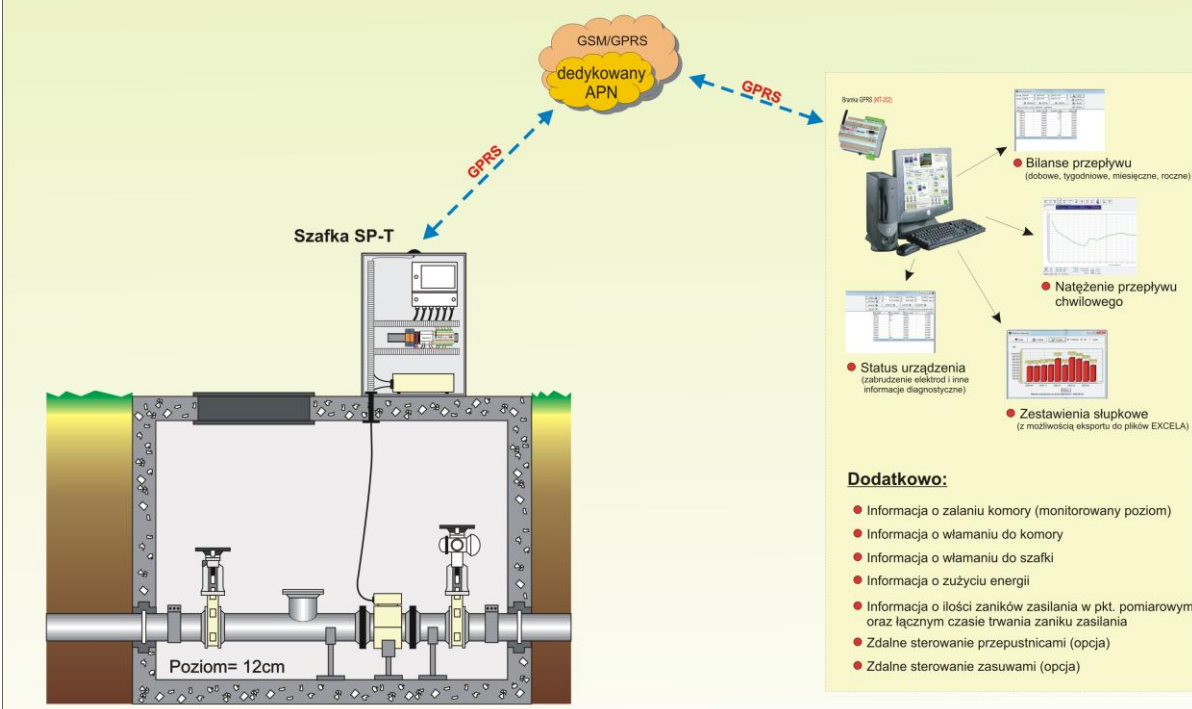 GSM/GPRS
dedykowany
APN
GPRS
GPRS
Szafka SP-T
Poziom= 12cm
Bramka GPRS (MT-202)
Bilanse przepływu
(dobowe, tygodniowe, miesięczne, roczne)
Natężenie przepływu
chwilowego
Status urządzenia
(zabrudzenie elektrod i inne
informacje diagnostyczne)
Zestawienia słupkowe
(z możliwością eksportu do plików EXCELA)
Dodatkowo:
Informacja o zalaniu komory (monitorowany poziom)
Informacja o włamaniu do komory
Informacja o włamaniu do szafki
Informacja o zużyciu energii
Informacja o ilości zaników zasilania w pkt. pomiarowym
oraz łącznym czasie trwania zaniku zasilania
Zdalne sterowanie przepustnicami (opcja)
Zdalne sterowanie zasuwami (opcja)